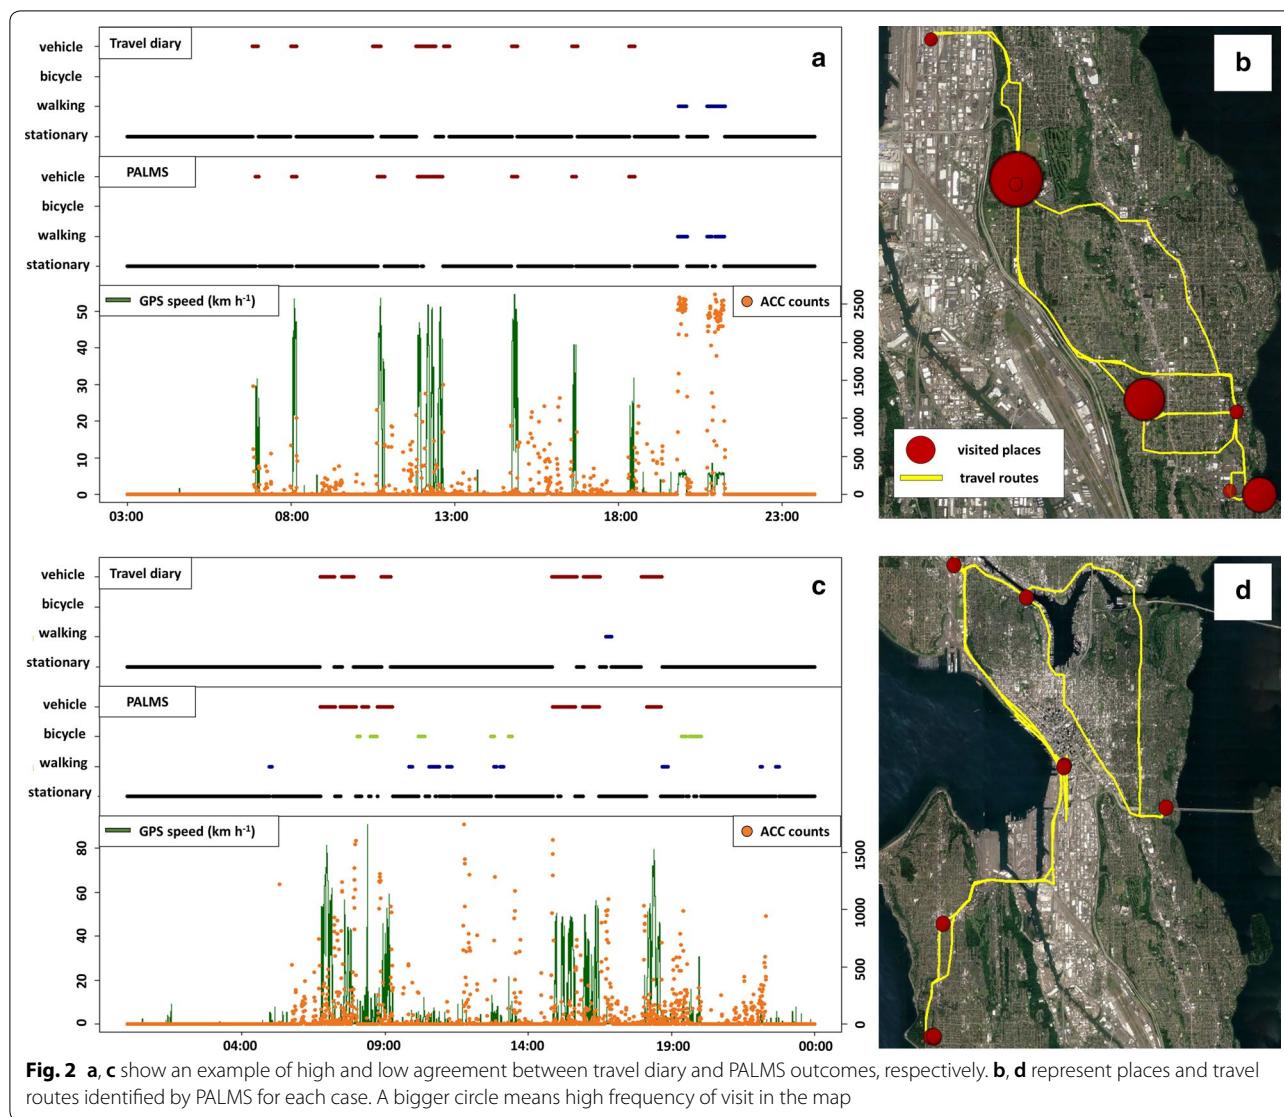 Travel diary
a
vehicle
bicycle
walking
stationary
PALMS
vehicle
bicycle
walking
stationary
GPS speed (km h-1)
ACC counts
50
40
30
20
10
0
2500
2000
1500
1000
500
0
03:00 08:00 13:00 18:00 23:00
b
visited places
travel routes
Travel diary
c
vehicle
bicycle
walking
stationary
PALMS
vehicle
bicycle
walking
stationary
GPS speed (km h-1)
ACC counts
80
60
40
20
0
1500
1000
500
0
04:00 09:00 14:00 19:00 00:00
d
Fig. 2 a, c show an example of high and low agreement between travel diary and PALMS outcomes, respectively. b, d represent places and travel
routes identified by PALMS for each case. A bigger circle means high frequency of visit in the map